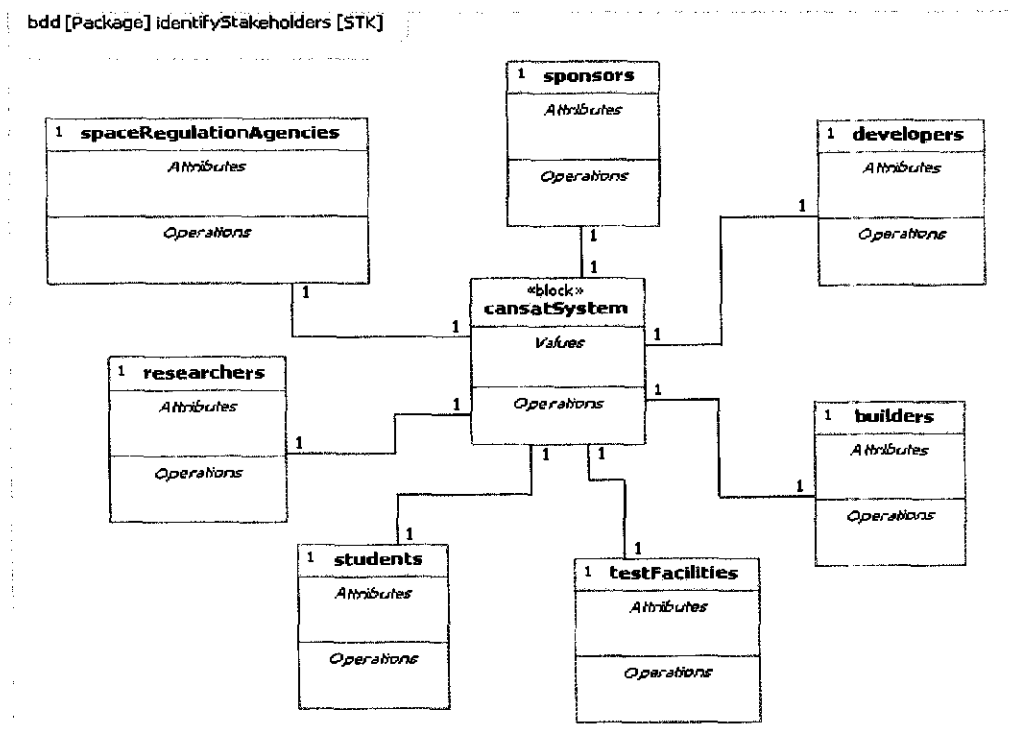 bdd [Package] identifyStakeholders [STK]
1 sponsors
Attributes
Operations
1
1 spaceRegulationAgencies
Attributes
Operations
1
1 developers
Attributes
Operations
1
«block»
cansatSystem
Values
Operations
1
1
1
1
1
1
1
1 researchers
Attributes
Operations
1
1 builders
Attributes
Operations
1
1 students
Attributes
Operations
1
1 testFacilities
Attributes
Operations
1